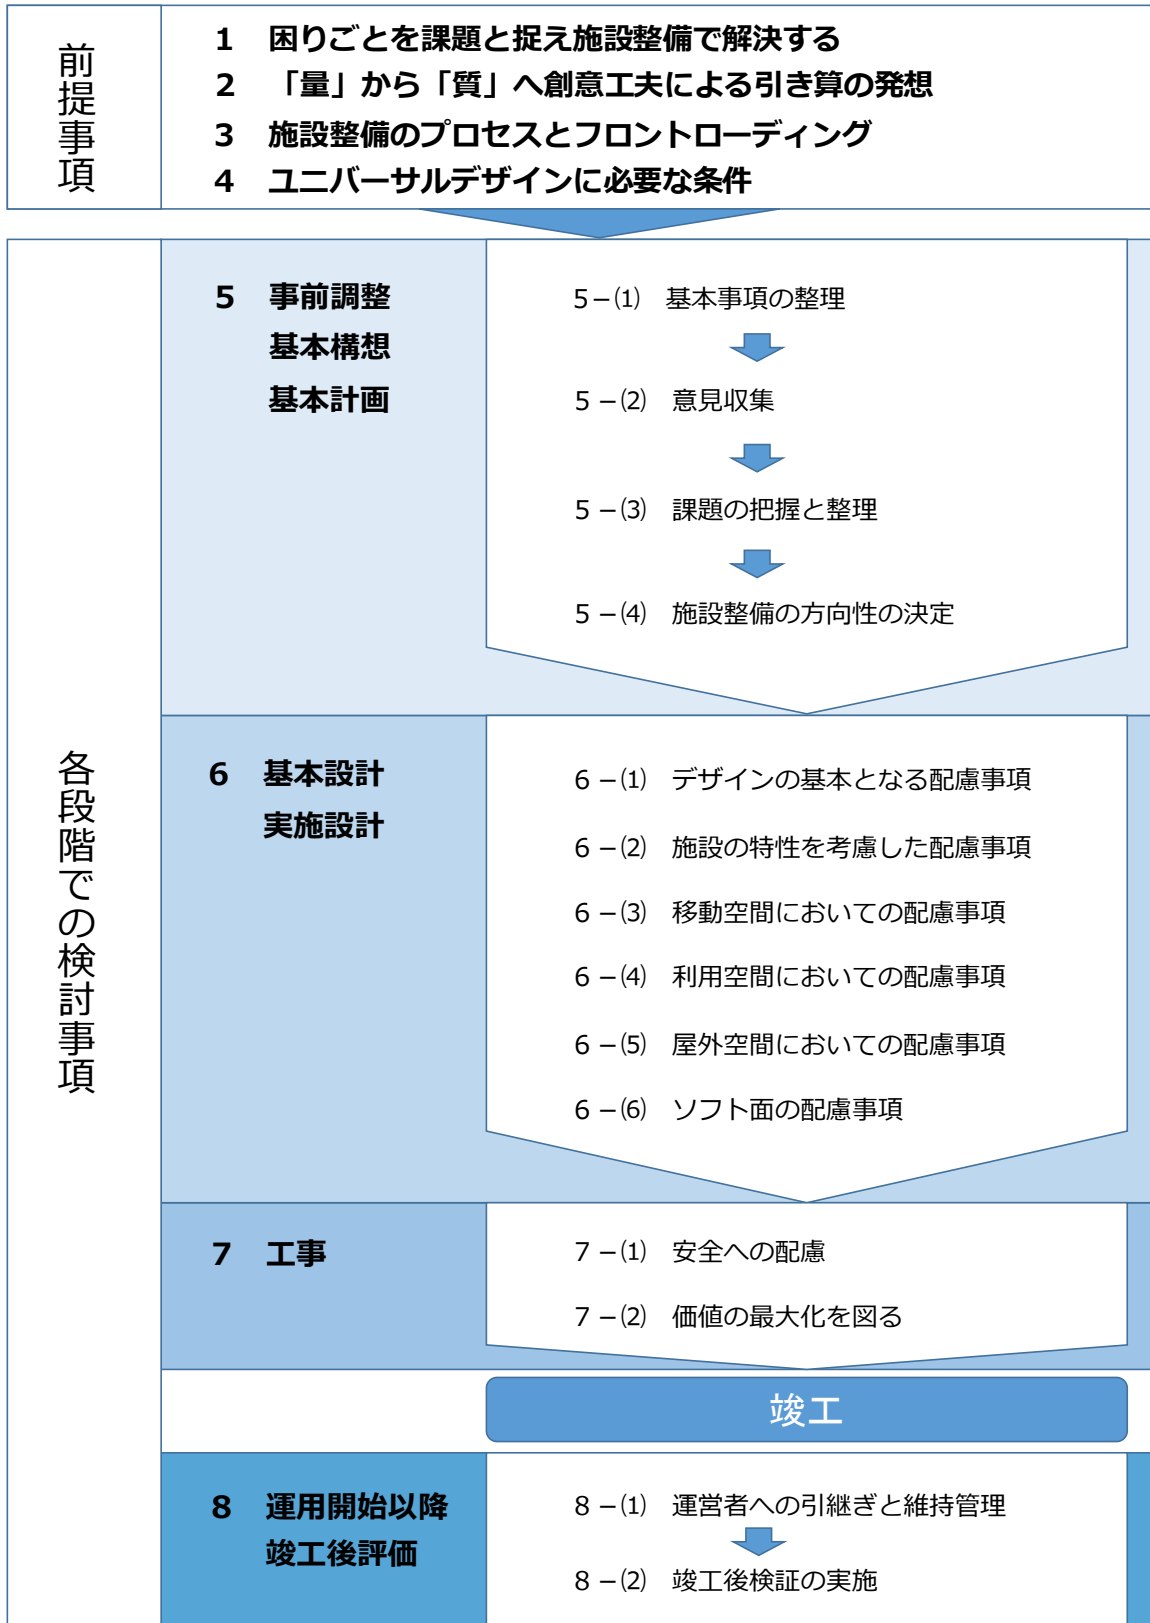 前提事項
1　困りごとを課題と捉え施設整備で解決する
2　「量」から「質」へ創意工夫による引き算の発想
3　施設整備のプロセスとフロントローディング
4　ユニバーサルデザインに必要な条件
各段階での検討事項
5　事前調整
基本構想
基本計画
5－⑴　基本事項の整理
5－⑵　意見収集
5－⑶　課題の把握と整理
5－⑷　施設整備の方向性の決定
6　基本設計
実施設計
6－⑴　デザインの基本となる配慮事項
6－⑵　施設の特性を考慮した配慮事項
6－⑶　移動空間においての配慮事項
6－⑷　利用空間においての配慮事項
6－⑸　屋外空間においての配慮事項
6－⑹　ソフト面の配慮事項
7　工事
7－⑴　安全への配慮
7－⑵　価値の最大化を図る
竣工
8　運用開始以降
竣工後評価
8－⑴　運営者への引継ぎと維持管理
8－⑵　竣工後検証の実施